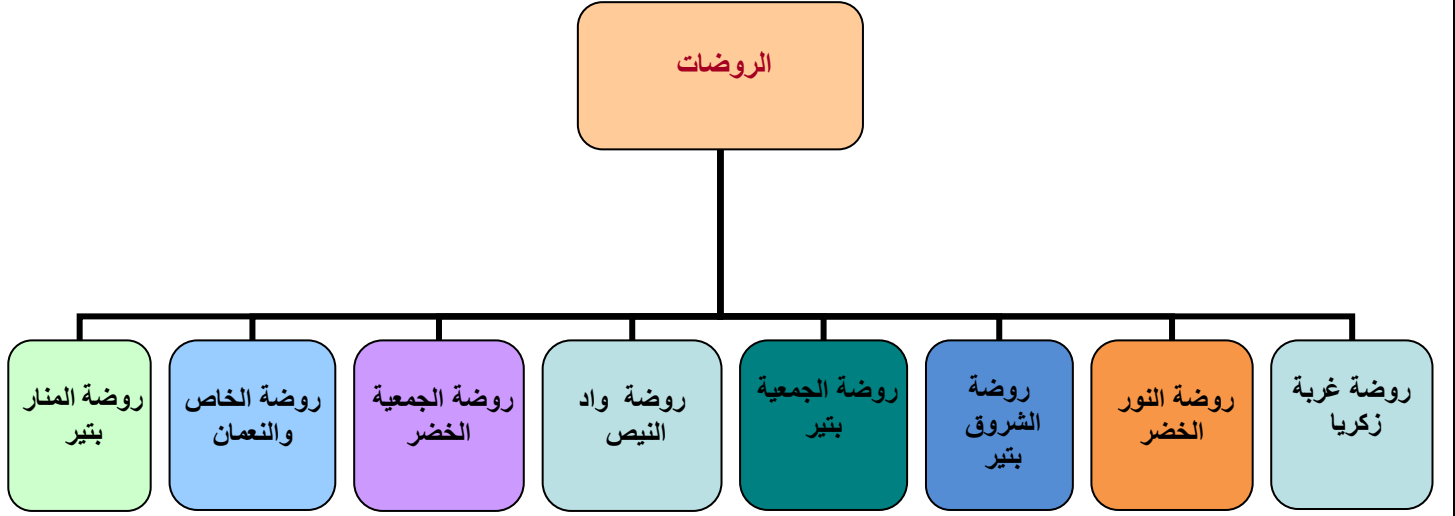 الروضات
روضة غربة
زكريا
روضة النور
الخضر
روضة
الشروق
بتير
روضة الجمعية
بتير
روضة واد
النيص
روضة الجمعية
الخضر
روضة الخاص
والنعمان
روضة المنار
بتير